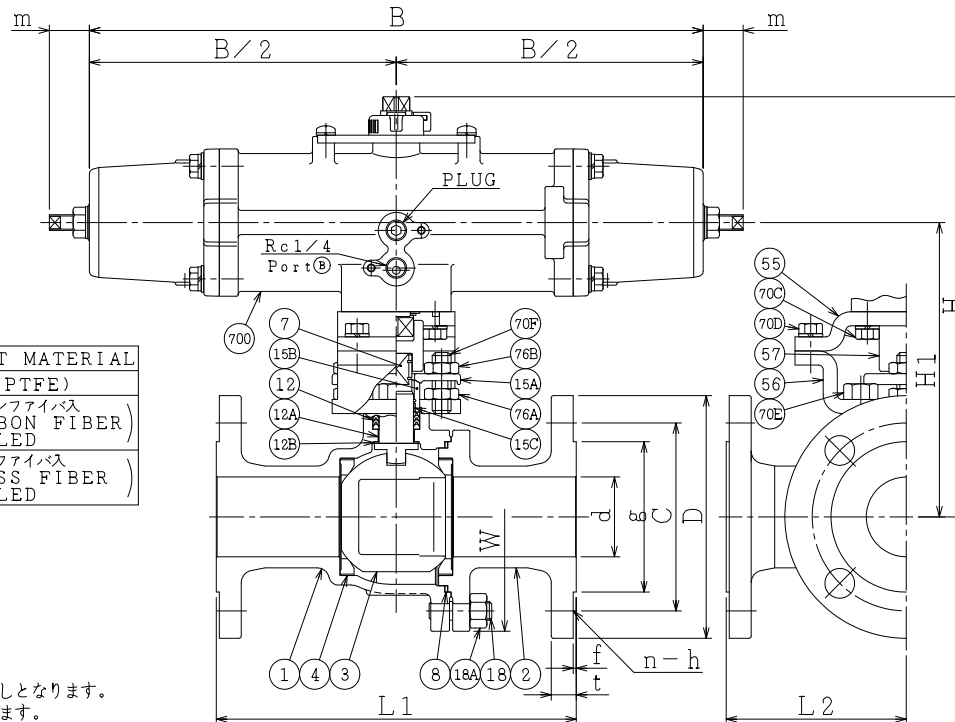 m
B
m
B/2
B/2
PLUG
Rc1/4
PortⒷ
55
70C
70D
57
56
70E
H
H1
700
7
15B
12
12A
12B
70F
76B
15A
76A
15C
T MATERIAL
PTFE)
ンファイバ入
BON FIBER
LED
ファイバ入
SS FIBER
LED
W
d
g
C
D
1
4
3
8
18A
18
2
f
t
n-h
しとなります。
ます。
L1
L2